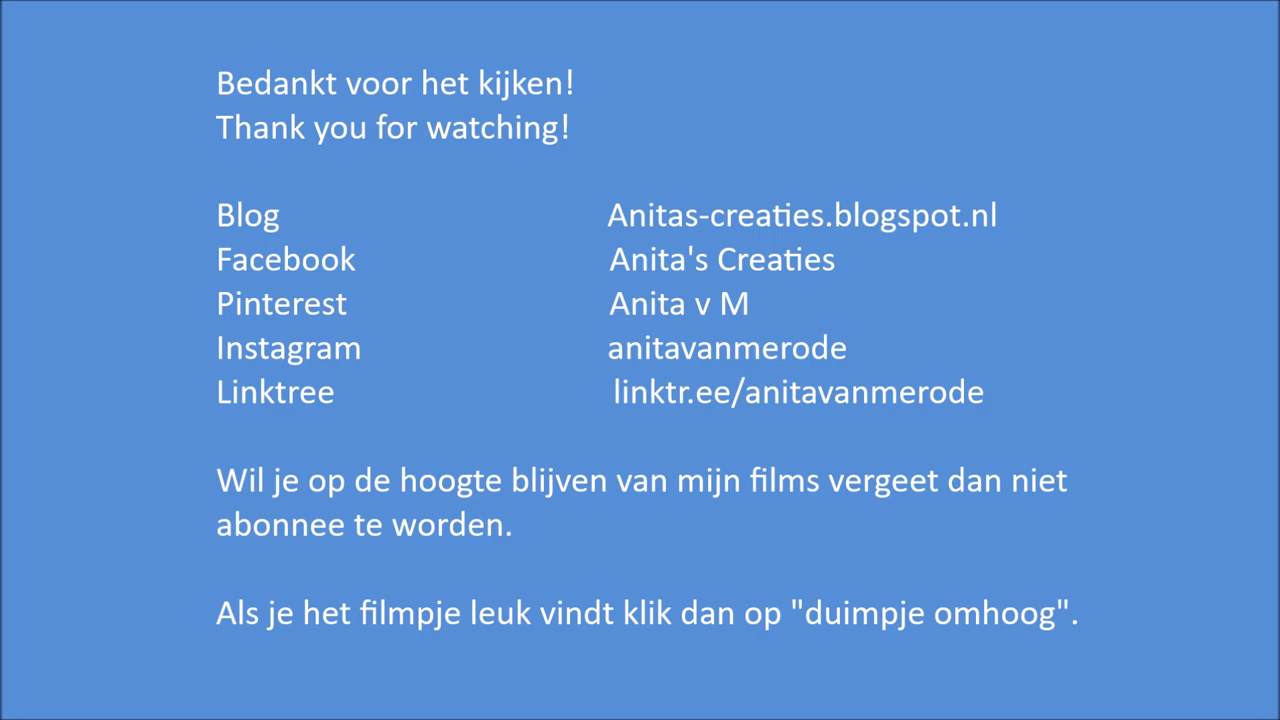 Bedankt voor het kijken!
Thank you for watching!
Blog Anitas-creaties.blogspot.nl
Facebook Anita's Creaties
Pinterest Anita v M
Instagram anitavanmerode
Linktree linktr.ee/anitavanmerode
Wil je op de hoogte blijven van mijn films vergeet dan niet
abonnee te worden.
Als je het filmpje leuk vindt klik dan op "duimpje omhoog".